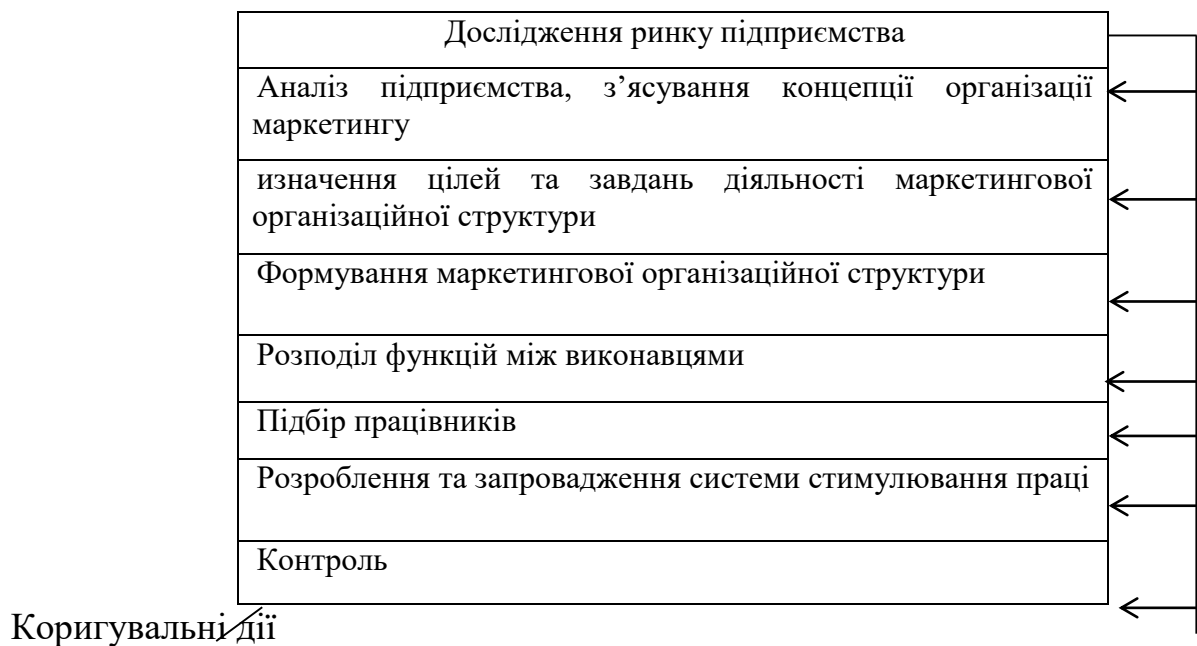 Дослідження ринку підприємства
Аналіз підприємства, з’ясування концепції організації
маркетингу
изначення цілей та завдань діяльності маркетингової
організаційної структури
Формування маркетингової організаційної структури
Розподіл функцій між виконавцями
Підбір працівників
Розроблення та запровадження системи стимулювання праці
Контроль
Коригувальні дії